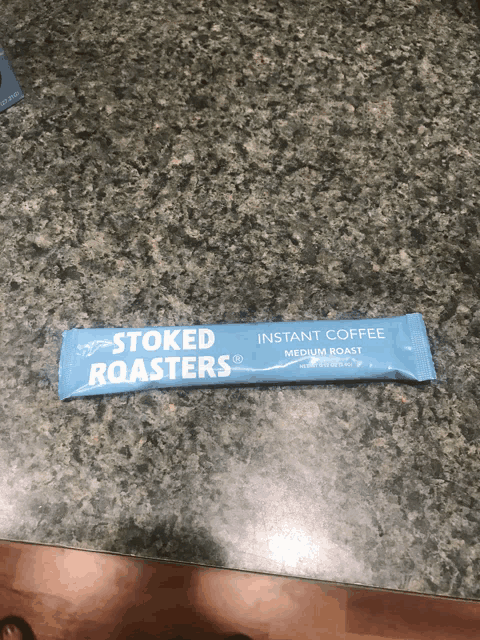 STOKED
ROASTERS®
INSTANT COFFEE
MEDIUM ROAST